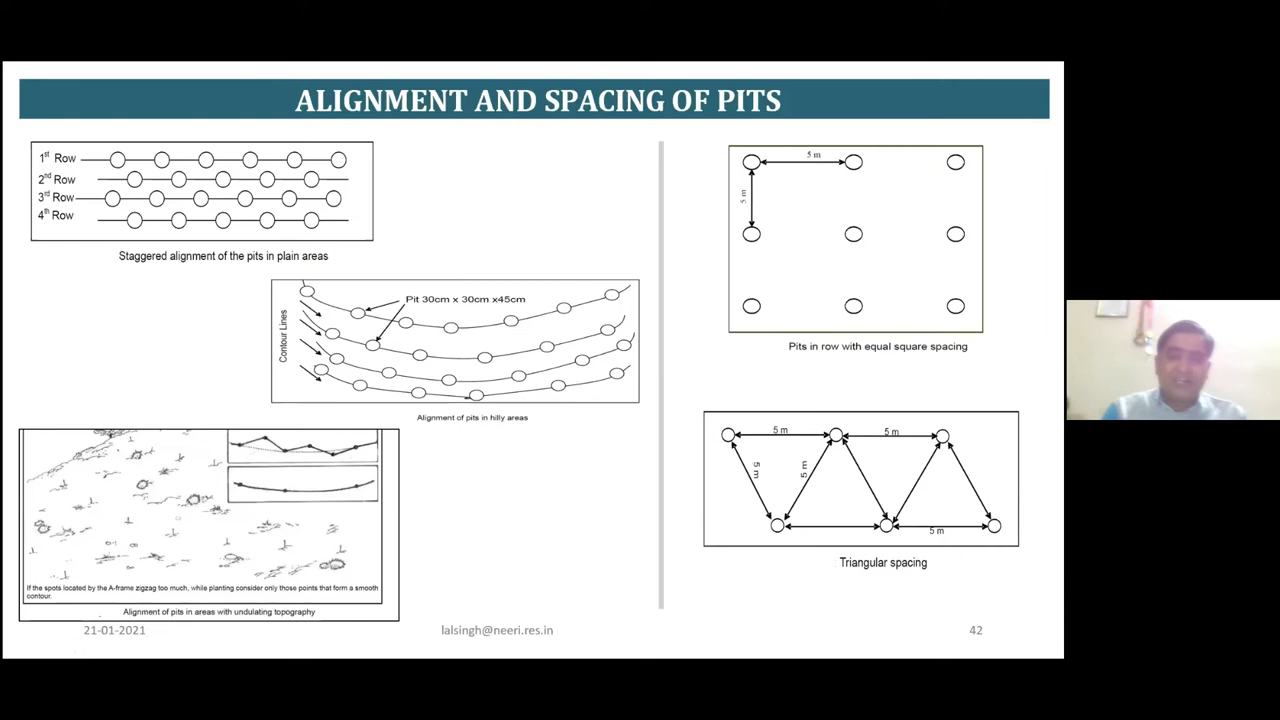 ALIGNMENT AND SPACING OF PITS
1st Row
2nd Row
3rd Row
4th Row
Staggered alignment of the pits in plain areas
Pit 30cm x 30cm x45cm
Contour Lines
Alignment of pits in hilly areas
If the spots located by the A-frame zigzag too much, while planting consider only those points that form a smooth
contour.
Alignment of pits in areas with undulating topography
5 m
5 m
Pits in row with equal square spacing
5 m
5 m
5 m
5 m
5 m
Triangular spacing
21-01-2021
lalsingh@neeri.res.in
42